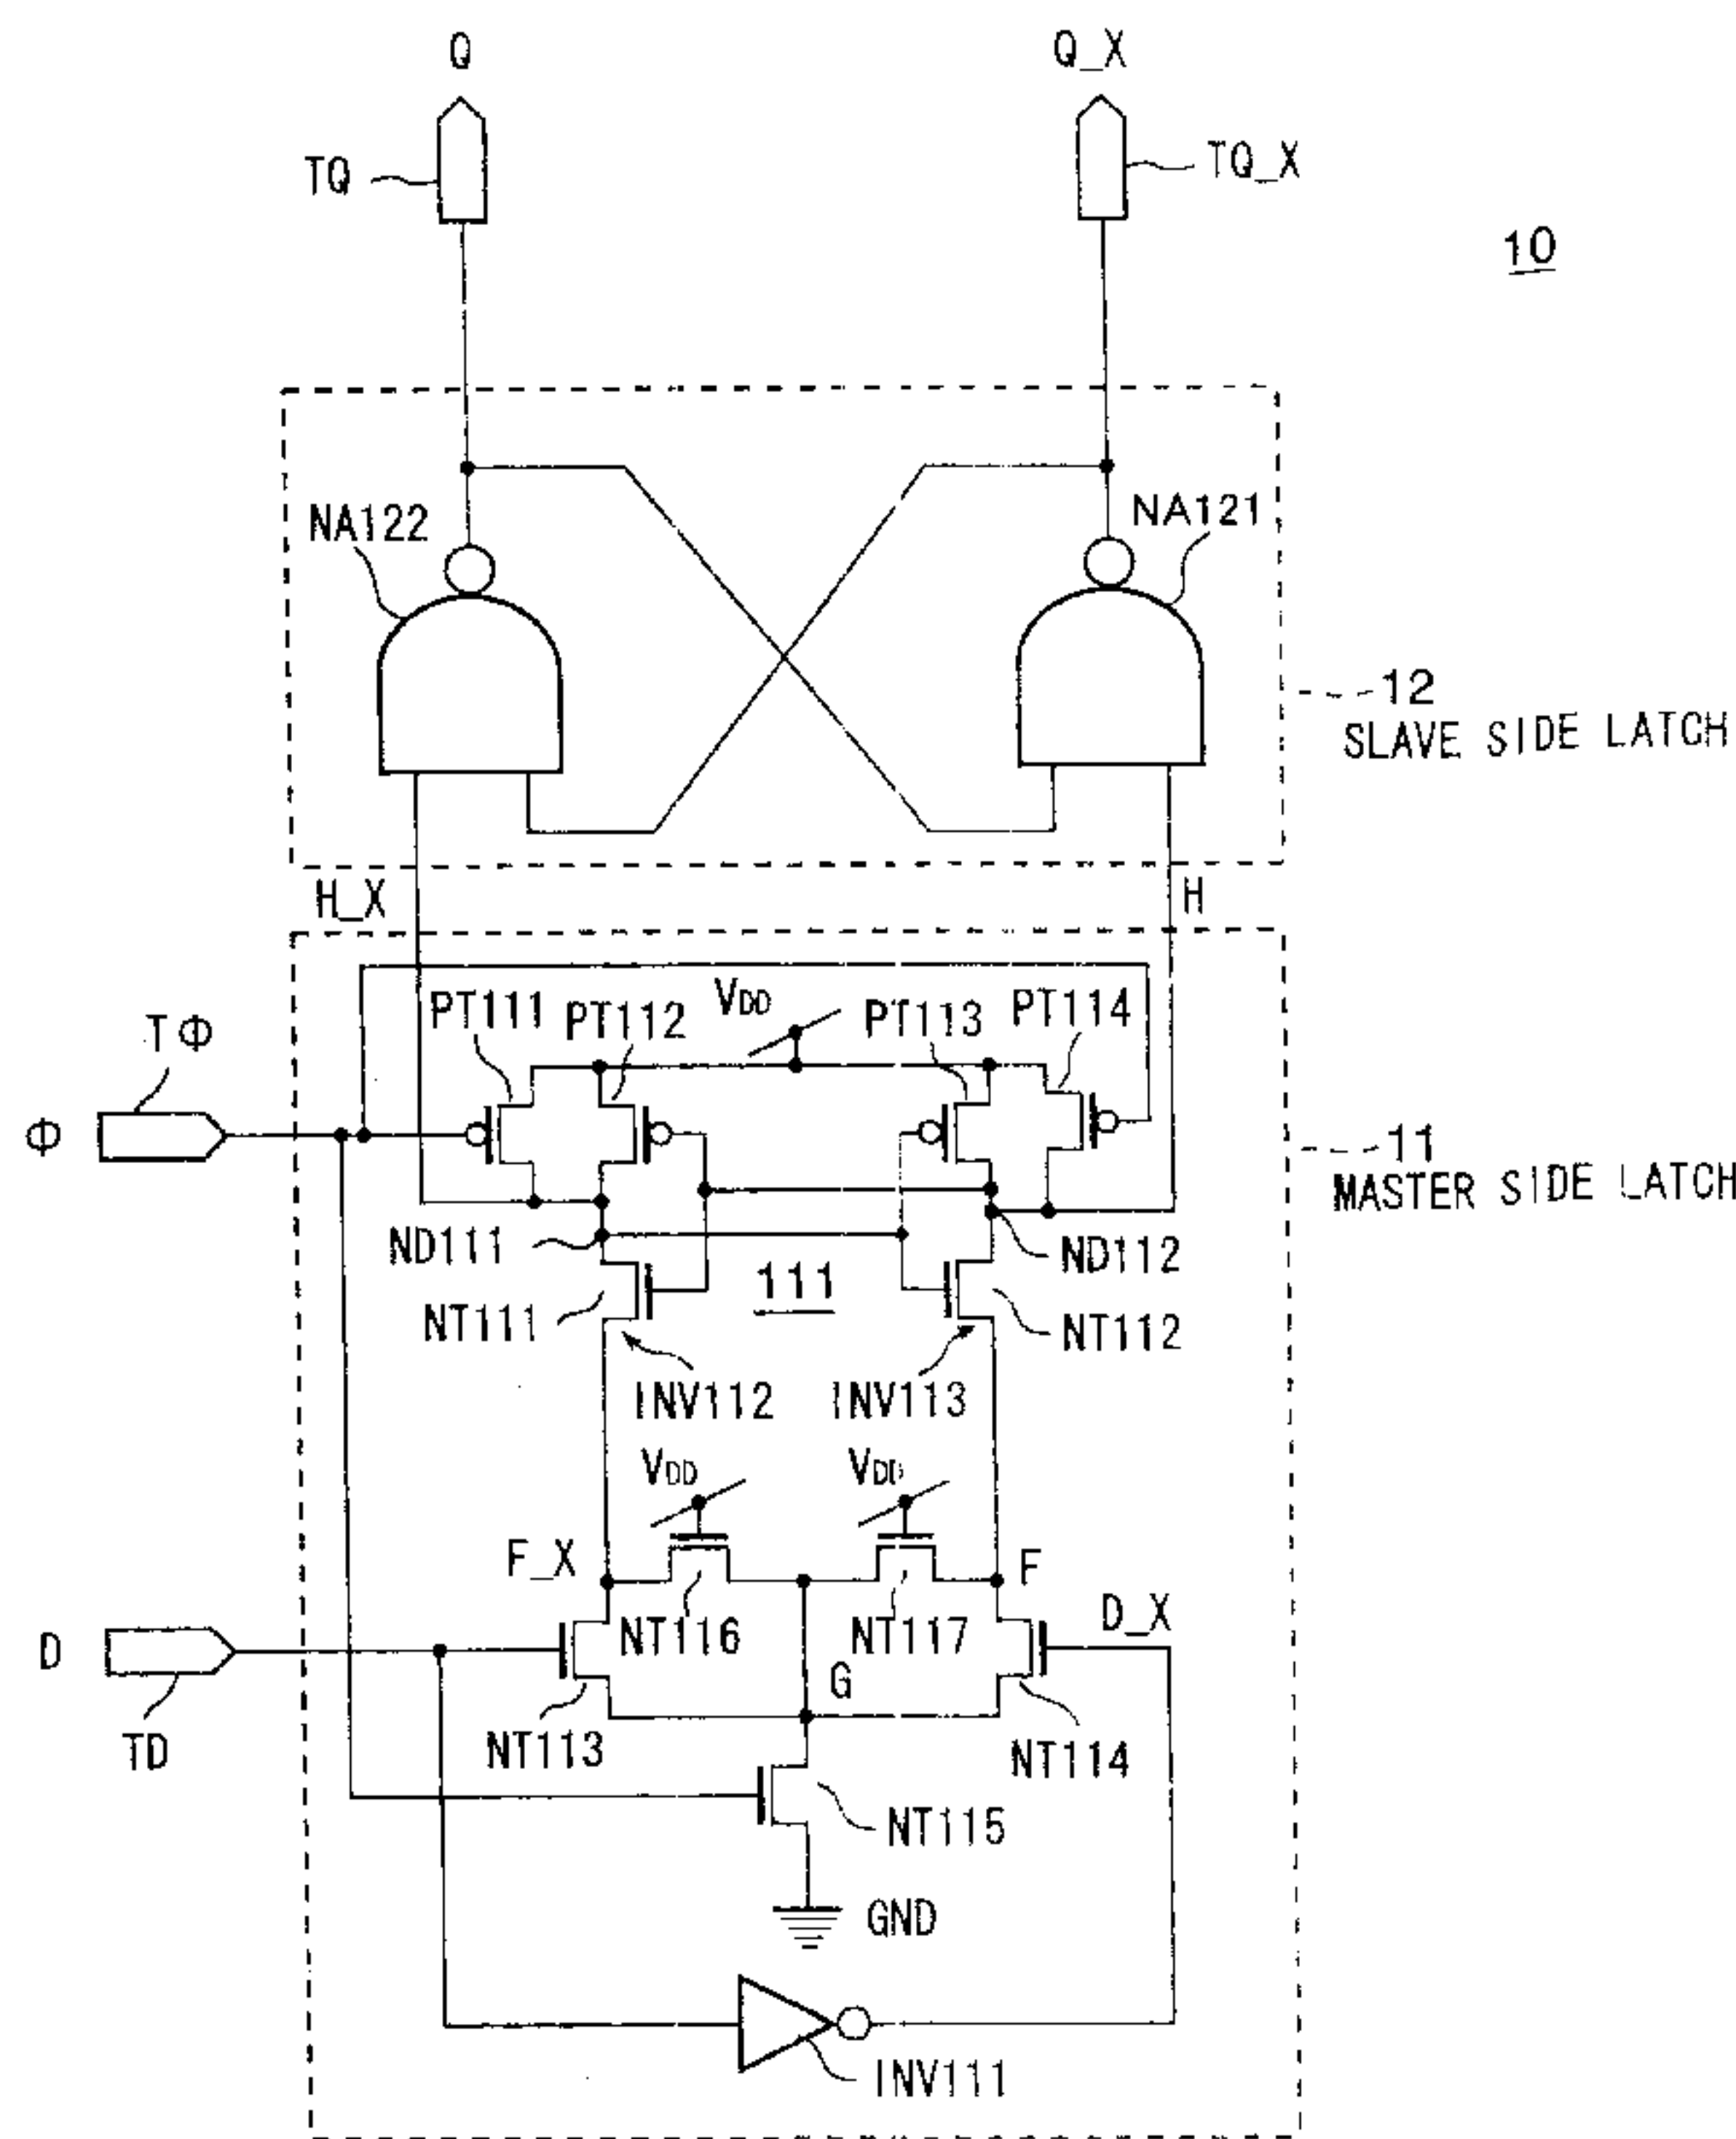 Q
Q_X
TQ
TQ_X
10
NA122
NA121
12
SLAVE SIDE LATCH
H_X
H
PT111
PT112
VDD
PT113
PT114
TΦ
Φ
11
MASTER SIDE LATCH
ND111
111
ND112
NT111
NT112
INV112
INV113
VDD
VDD
F_X
F
D_X
NT116
NT117
D
G
TD
NT113
NT114
NT115
GND
INV111